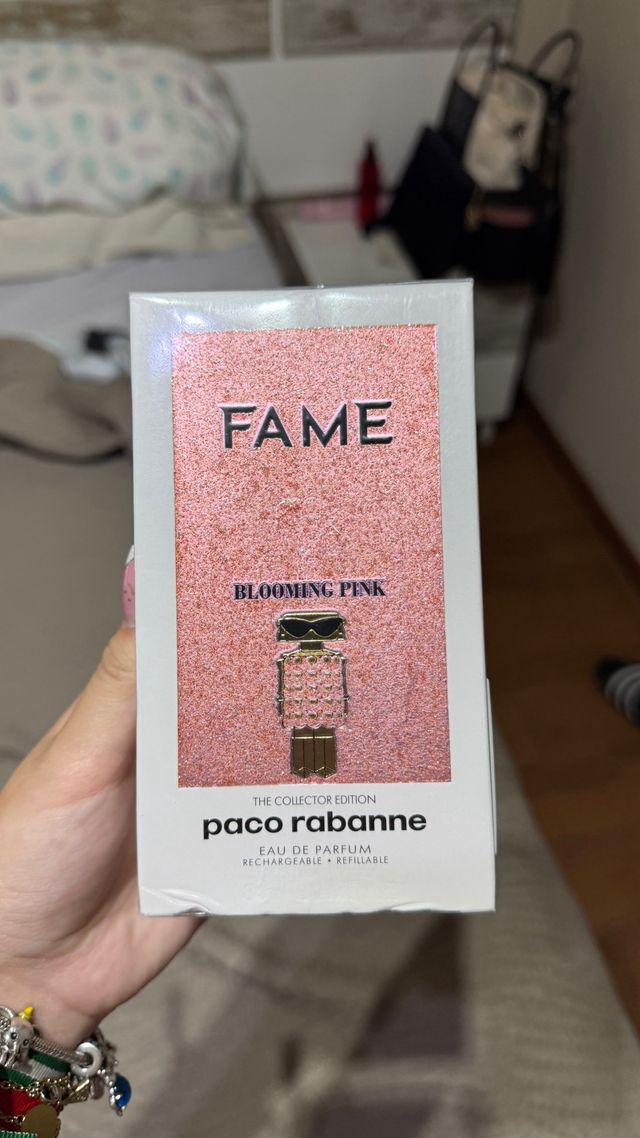 FAME
BLOOMING PINK
THE COLLECTOR EDITION
paco rabanne
EAU DE PARFUM
RECHARGEABLE • REFILLABLE